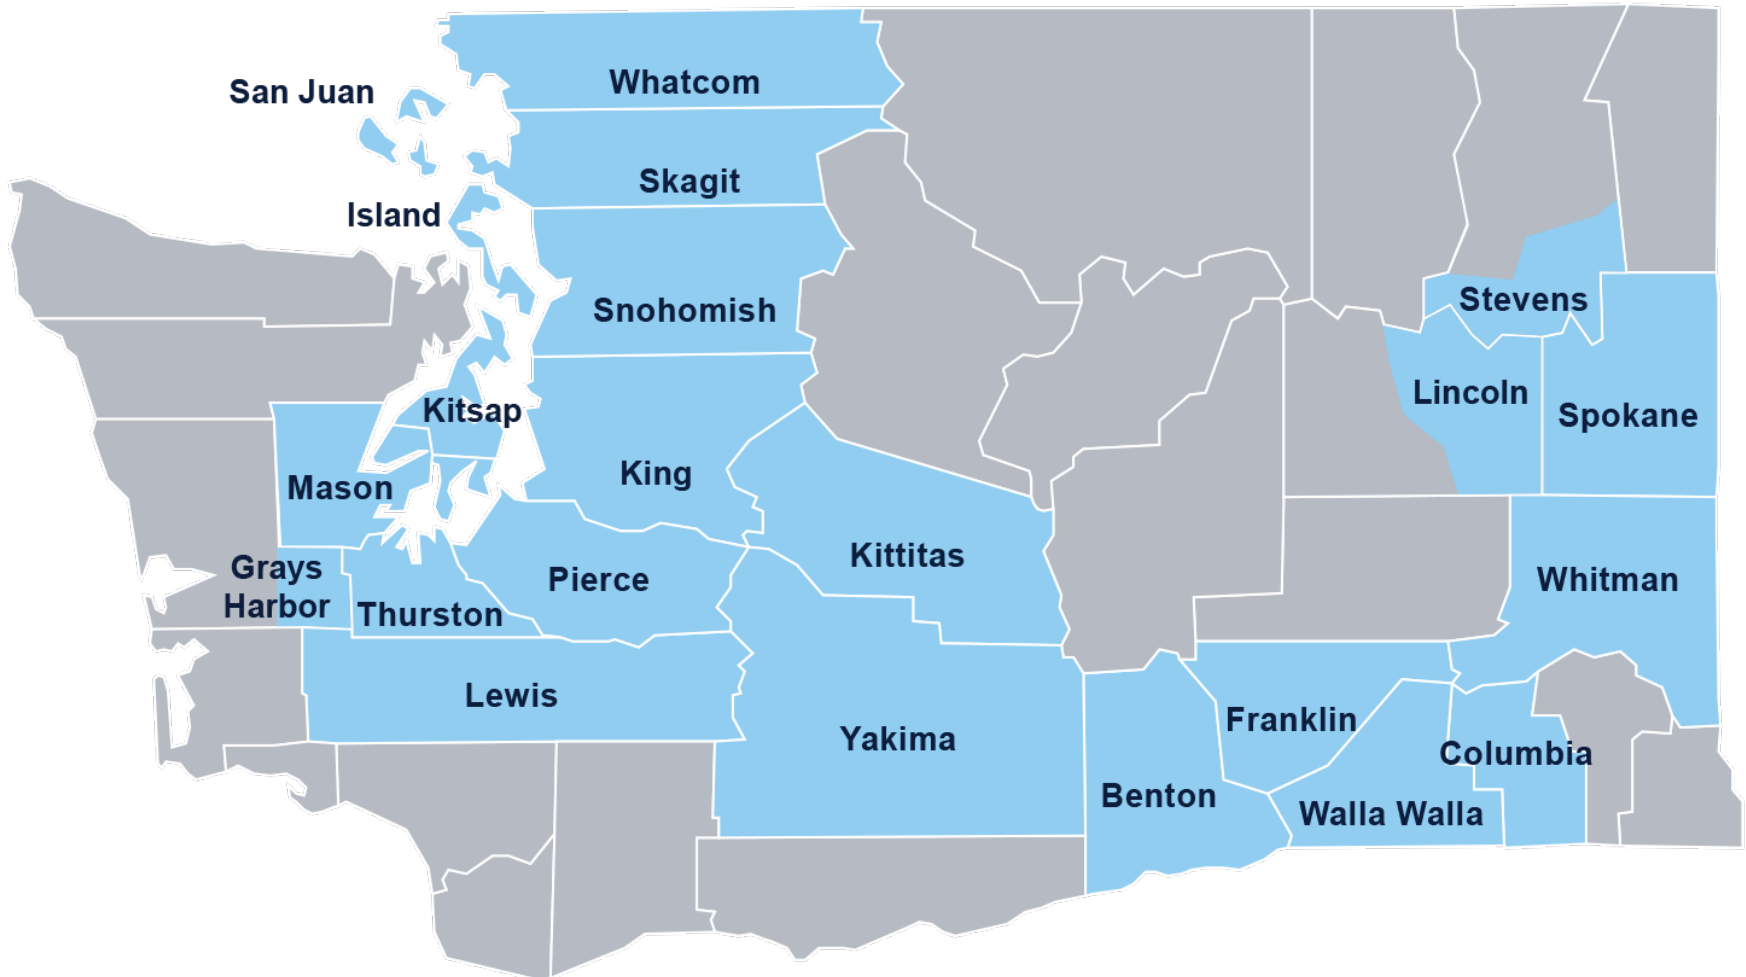 Whatcom
San Juan
Skagit
Island
Stevens
Snohomish
Lincoln
Kitsap
Spokane
King
Mason
Kittitas
Grays
Harbor
Pierce
Whitman
Thurston
Lewis
Franklin
Yakima
Columbia
Benton
Walla Walla